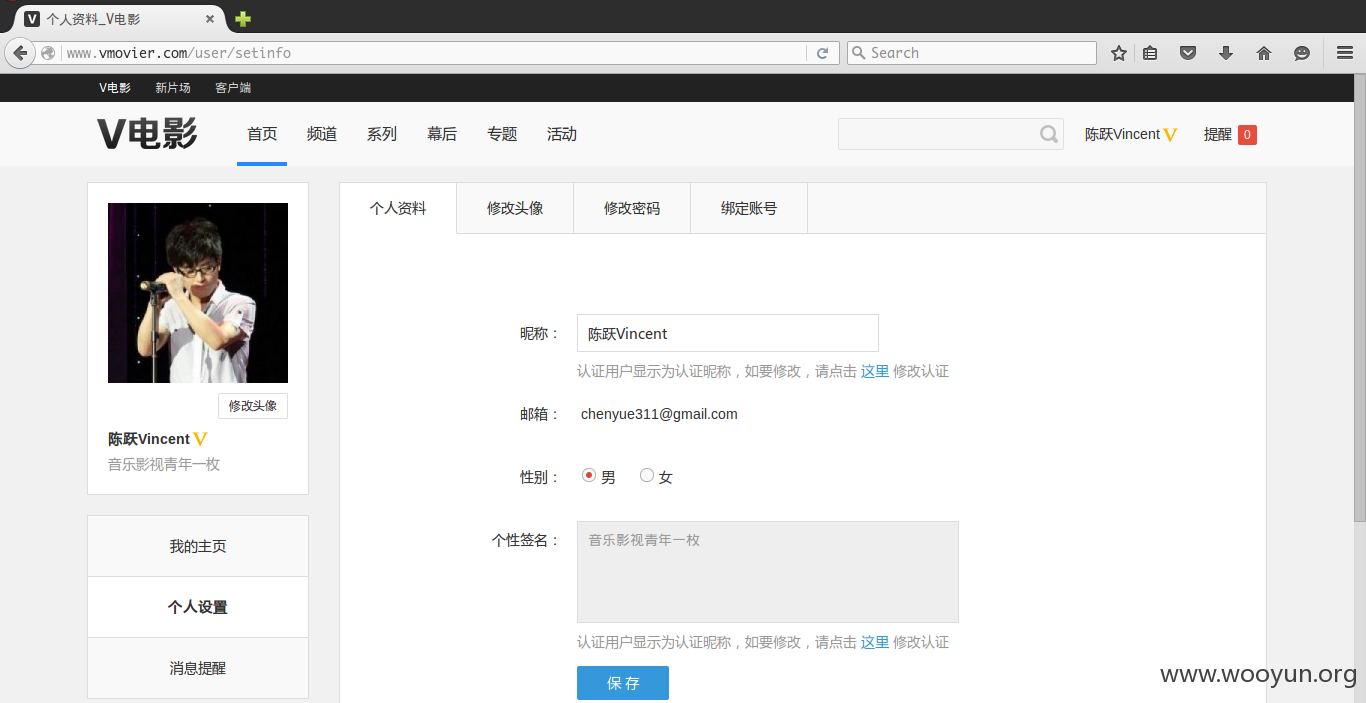 个人资料_V电影
www.vmovier.com/user/setinfo
Search
V电影 新片场 客户端
V电影 首页 频道 系列 幕后 专题 活动 陈跃Vincent V 提醒 0
个人资料 修改头像 修改密码 绑定账号
修改头像
陈跃Vincent V
音乐影视青年一枚
我的主页
个人设置
消息提醒
昵称： 陈跃Vincent
认证用户显示为认证昵称，如要修改，请点击 这里 修改认证
邮箱： chenyue311@gmail.com
性别： 男 女
个性签名： 音乐影视青年一枚
认证用户显示为认证昵称，如要修改，请点击 这里 修改认证
保存
www.wooyun.org